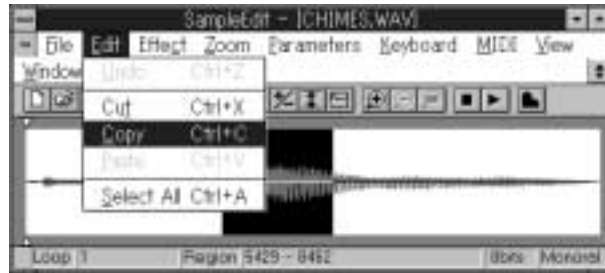 SampleEdit - [CHIMES.WAV]
File Edit Effect Zoom Parameters Keyboard MIDI View
Window
Undo Ctrl+Z
Cut Ctrl+X
Copy Ctrl+C
Paste Ctrl+V
Select All Ctrl+A
Loop 1 Region 5429 - 8462 8bits Monoral